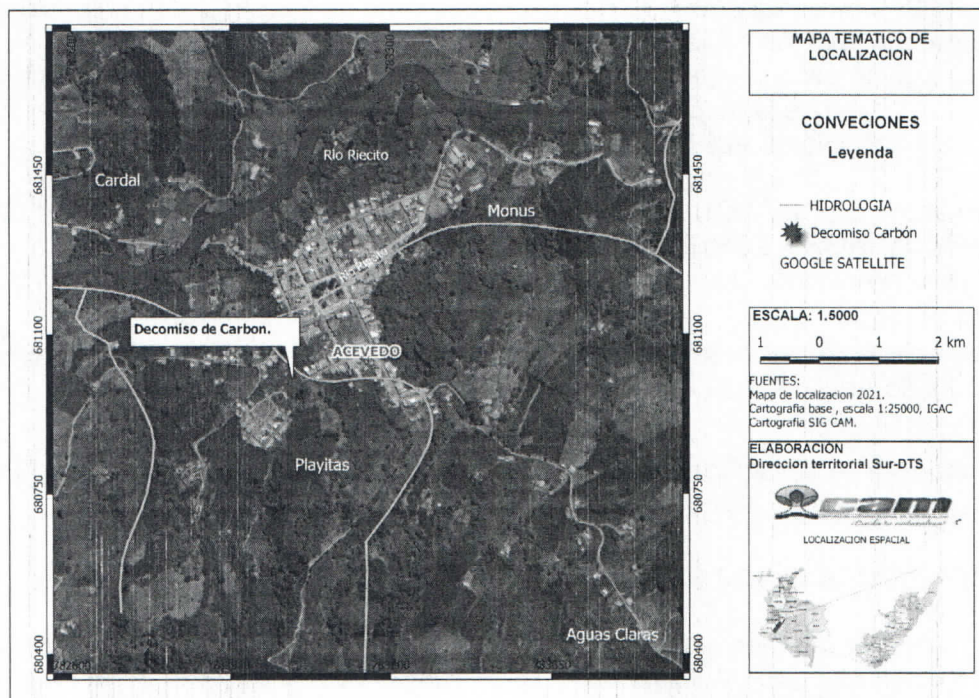 MAPA TEMATICO DE
LOCALIZACION
CONVECIONES
Levenda
HIDROLOGIA
Decomiso Carbón
GOOGLE SATELLITE
ESCALA: 1.5000
1 0 1 2 km
FUENTES:
Mapa de localizacion 2021.
Cartografia base , escala 1:25000, IGAC
Cartografia SIG CAM.
ELABORACIÓN
Direccion territorial Sur-DTS
cam
LOCALIZACION ESPACIAL
Río Riecito
Cardal
Monus
Decomiso de Carbon.
ACEVEDO
Playitas
Aguas Claras
681450
681100
680750
680400
681450
681100
680750
680400